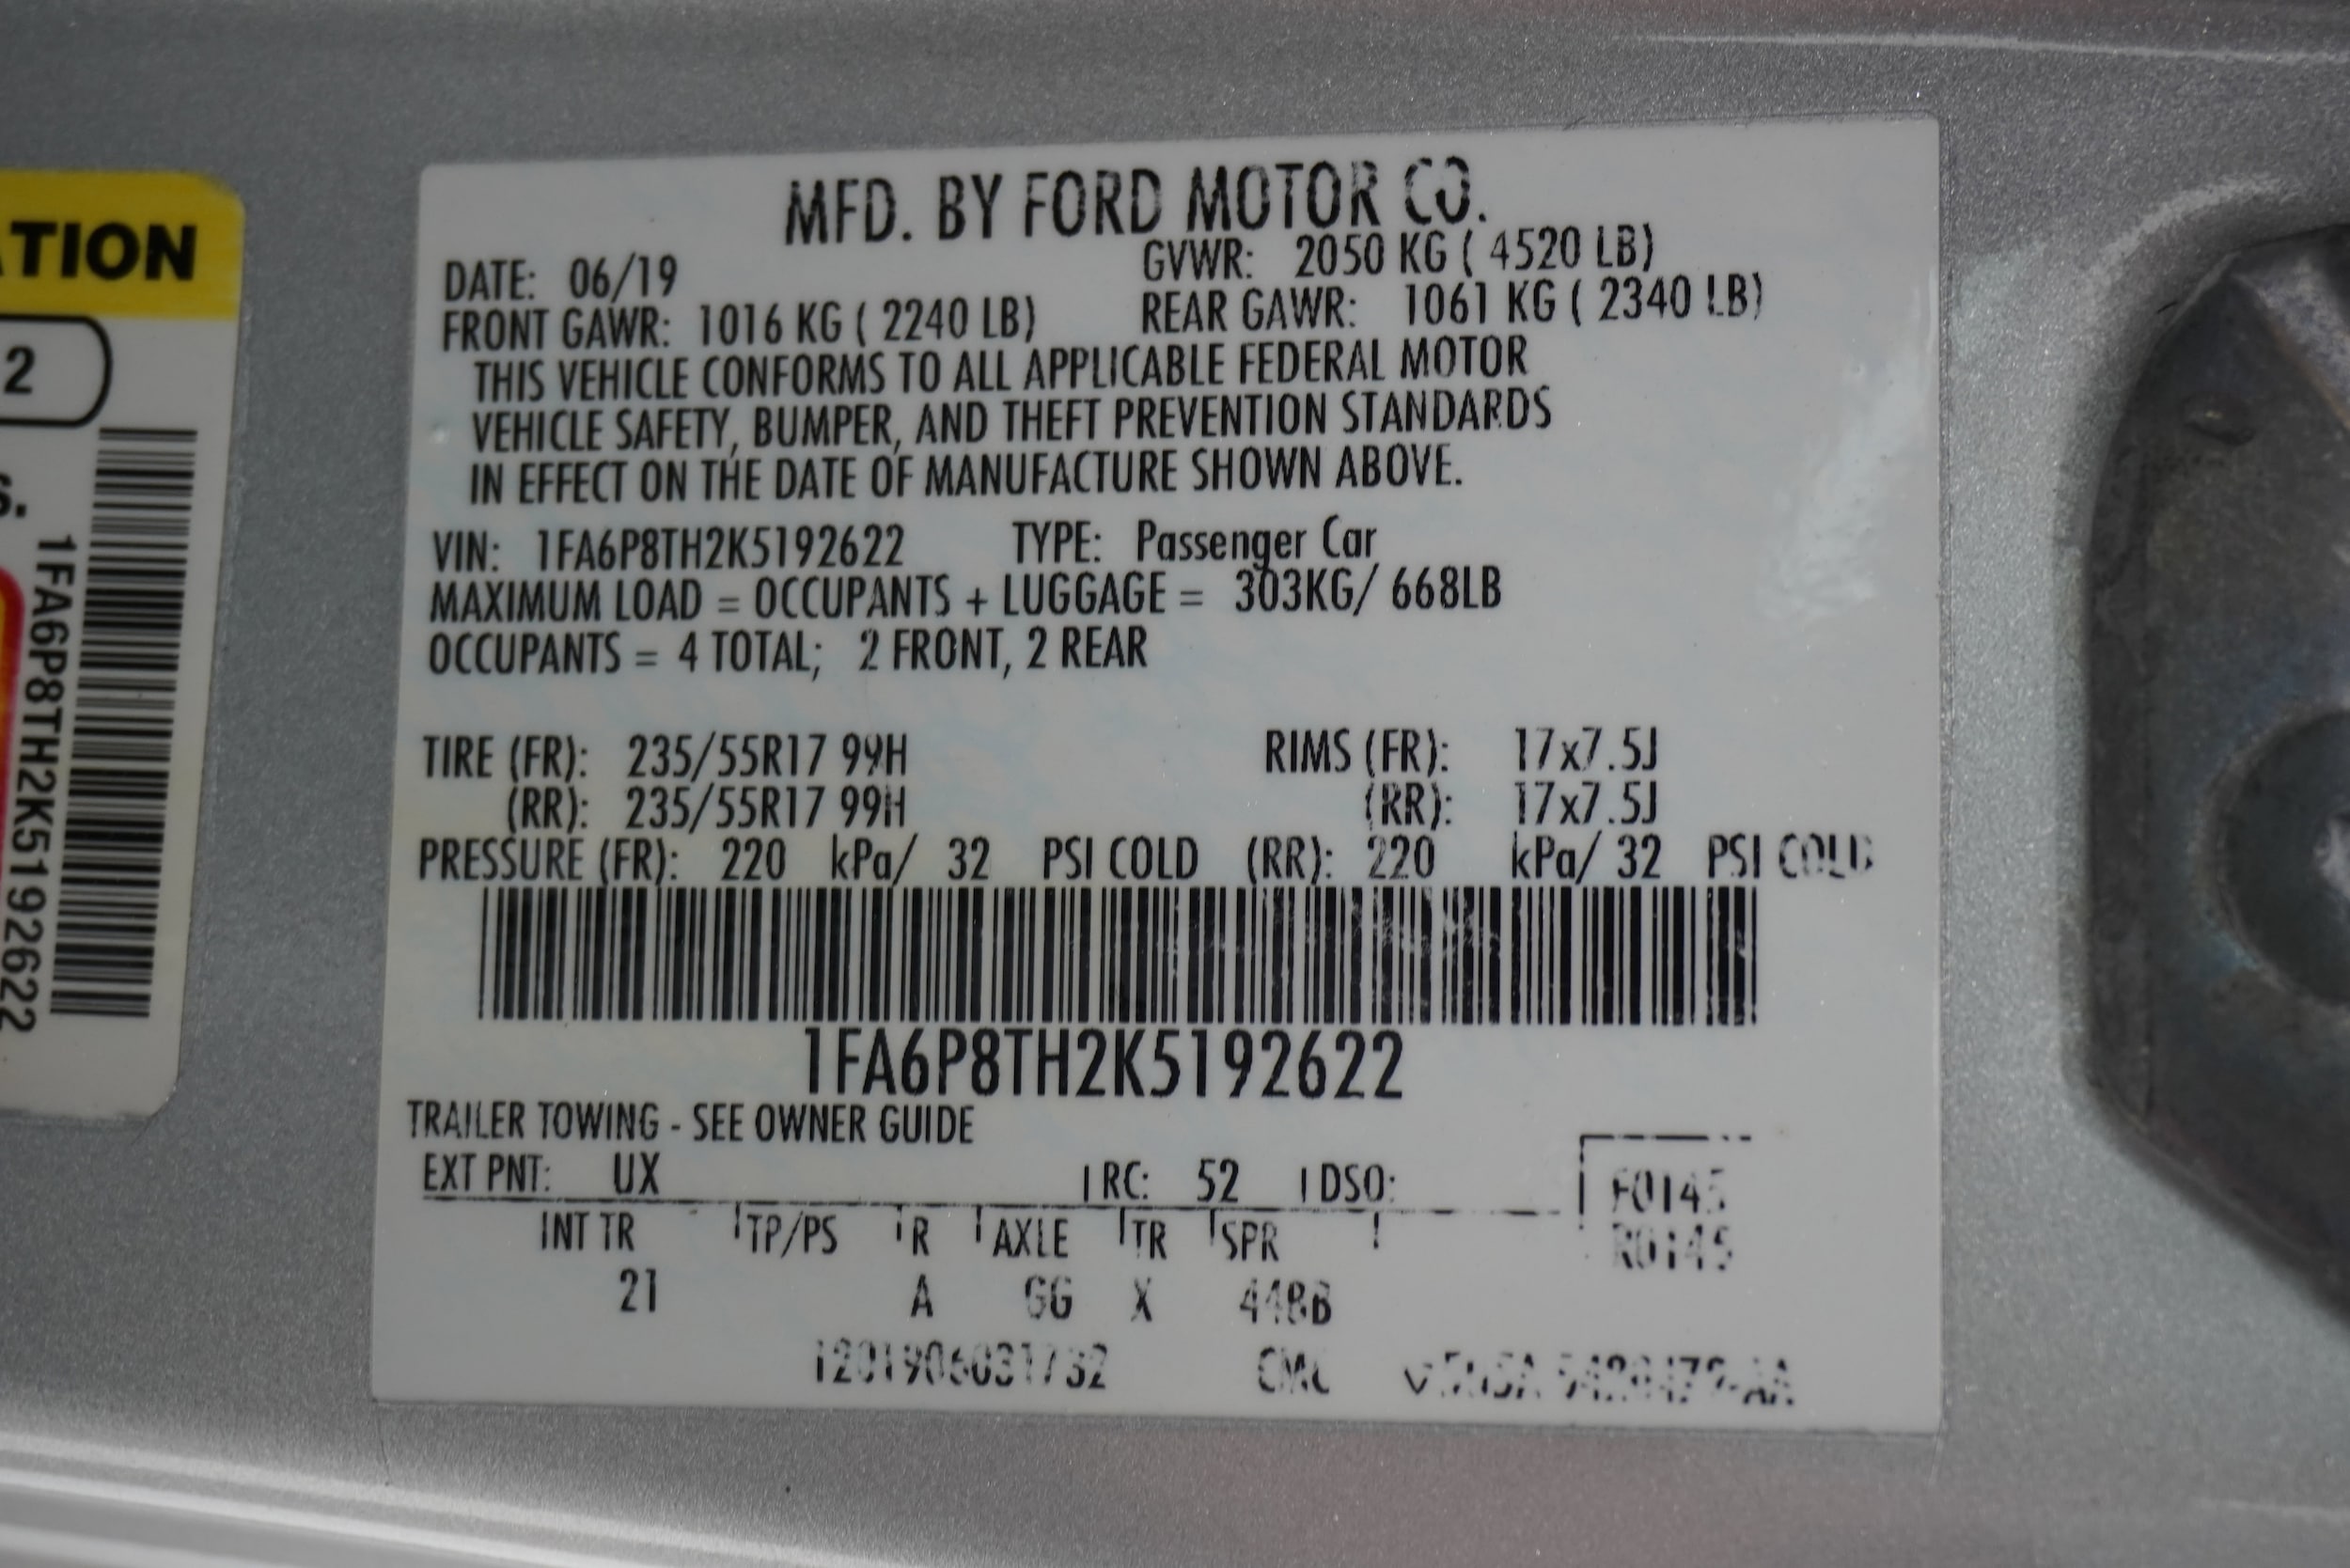 ATION
2
S.
1FA6P8TH2K5192622
MFD. BY FORD MOTOR CO.
DATE: 06/19 GVWR: 2050 KG ( 4520 LB)
FRONT GAWR: 1016 KG ( 2240 LB) REAR GAWR: 1061 KG ( 2340 LB)
THIS VEHICLE CONFORMS TO ALL APPLICABLE FEDERAL MOTOR
VEHICLE SAFETY, BUMPER, AND THEFT PREVENTION STANDARDS
IN EFFECT ON THE DATE OF MANUFACTURE SHOWN ABOVE.
VIN: 1FA6P8TH2K5192622 TYPE: Passenger Car
MAXIMUM LOAD = OCCUPANTS + LUGGAGE = 303KG/ 668LB
OCCUPANTS = 4 TOTAL; 2 FRONT, 2 REAR
TIRE (FR): 235/55R17 99H RIMS (FR): 17x7.5J
(RR): 235/55R17 99H (RR): 17x7.5J
PRESSURE (FR): 220 kPa/ 32 PSI COLD (RR): 220 kPa/ 32 PSI COLD
1FA6P8TH2K5192622
TRAILER TOWING - SEE OWNER GUIDE
EXT PNT: UX RC: 52 DSO:
F0145
R0145
INT TR TP/PS R AXLE TR SPR
21 A GG X 44BB
1201906031732